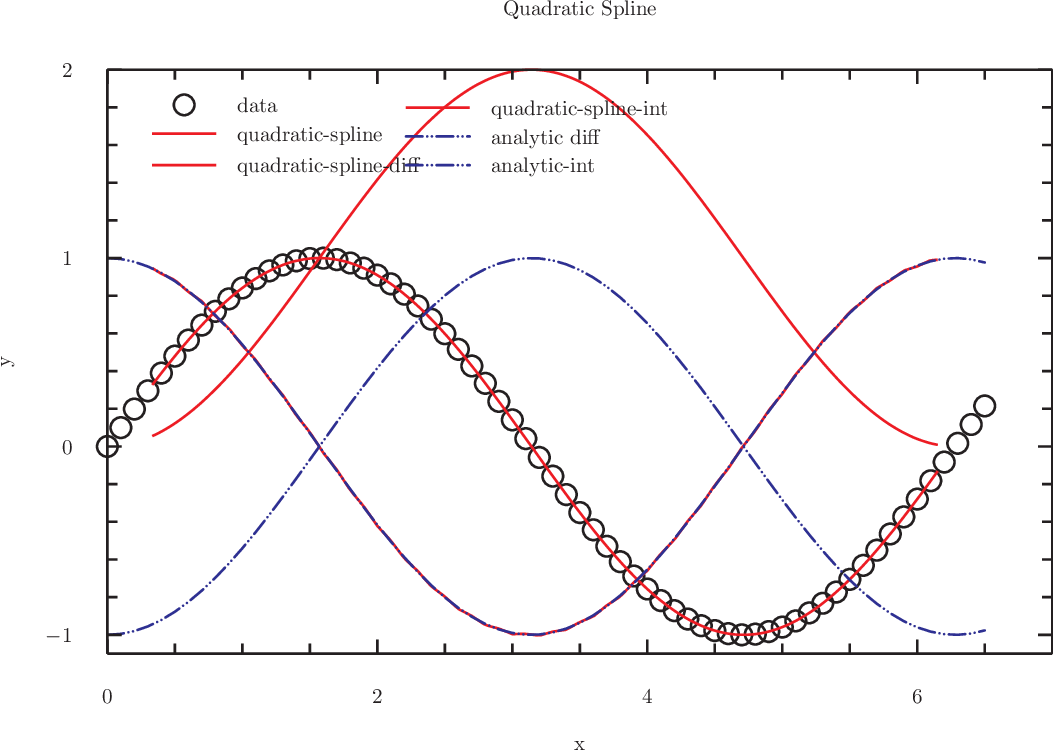 Quadratic Spline
2
data
quadratic-spline
quadratic-spline-diff
quadratic-spline-int
analytic diff
analytic-int
1
y
0
−1
0 2 4 6
x